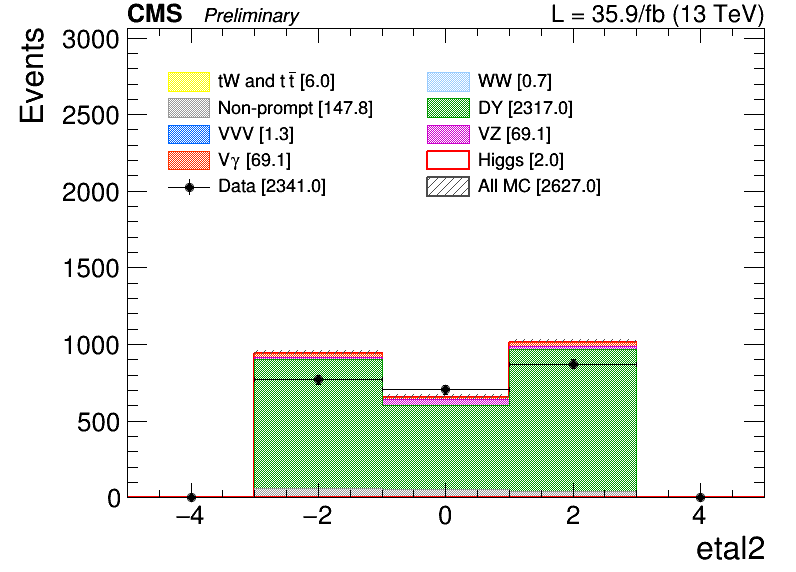 CMS Preliminary L = 35.9/fb (13 TeV)
Events
3000
2500
2000
1500
1000
500
0
tW and t t̅ [6.0] WW [0.7]
Non-prompt [147.8] DY [2317.0]
VVV [1.3] VZ [69.1]
Vγ [69.1] Higgs [2.0]
Data [2341.0] All MC [2627.0]
−4 −2 0 2 4
etal2